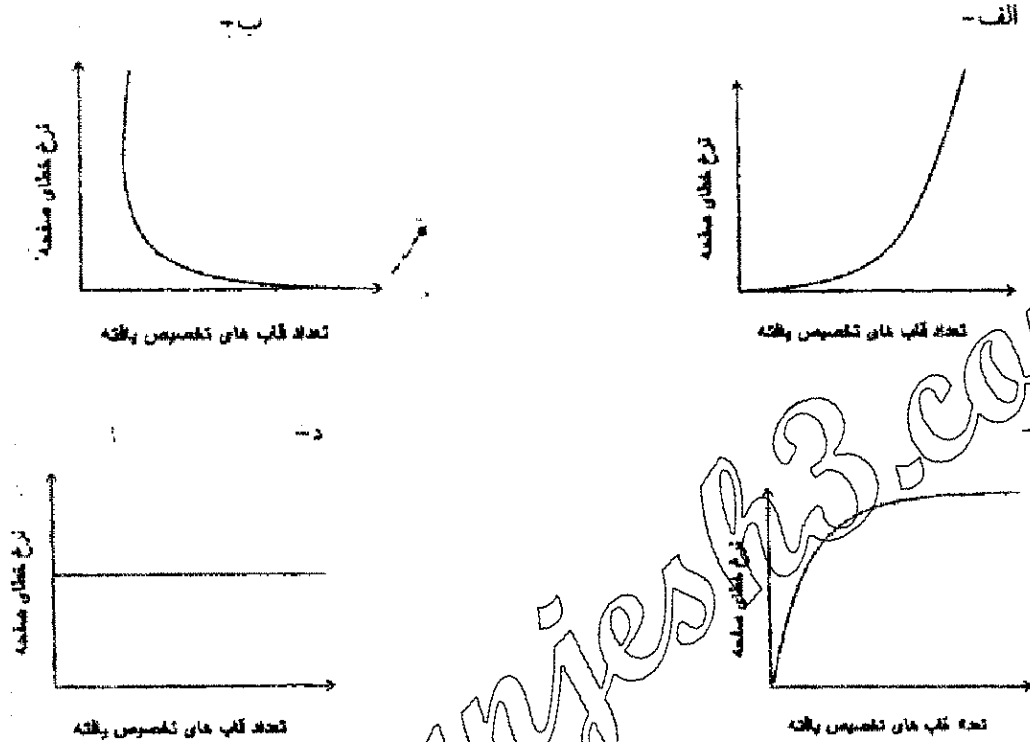 الف -
ب -
نرخ خطای صفحه
تعداد قاب های تخصیص یافته
نرخ خطای صفحه
تعداد قاب های تخصیص یافته
د -
نرخ خطای صفحه
تعداد قاب های تخصیص یافته
نرخ خطای صفحه
تعداد قاب های تخصیص یافته